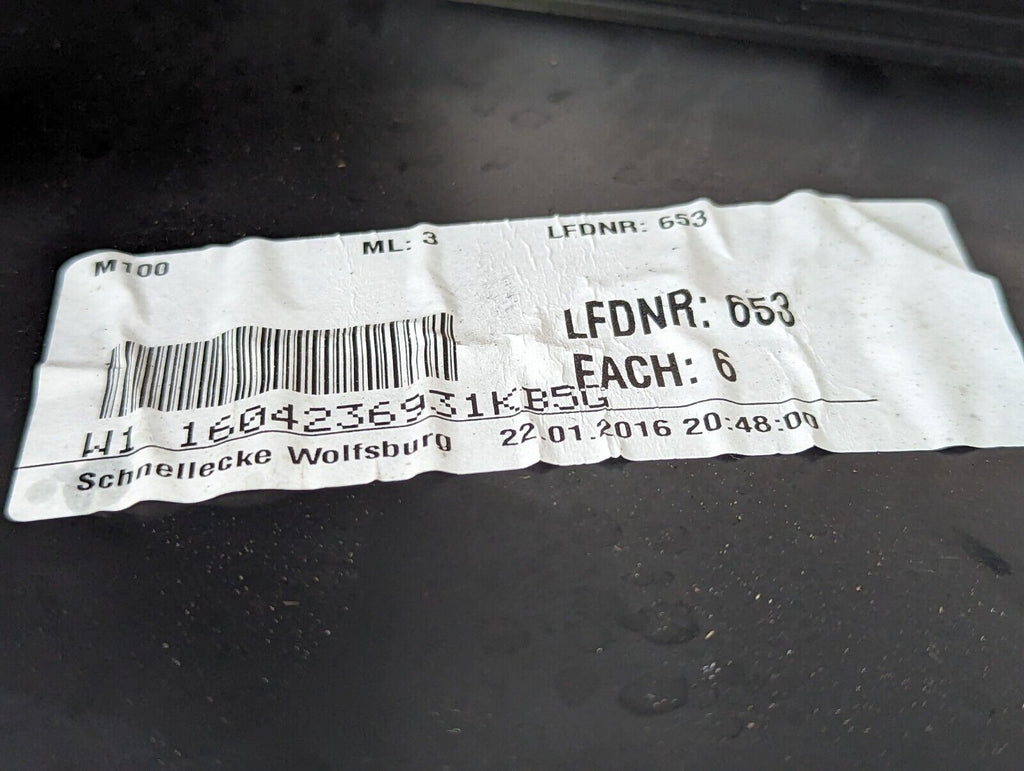 M100 ML: 3 LFDNR: 653
LFDNR: 653
EACH: 6
W1 1604236931KB5G
Schnellecke Wolfsburg 22.01.2016 20:48:00